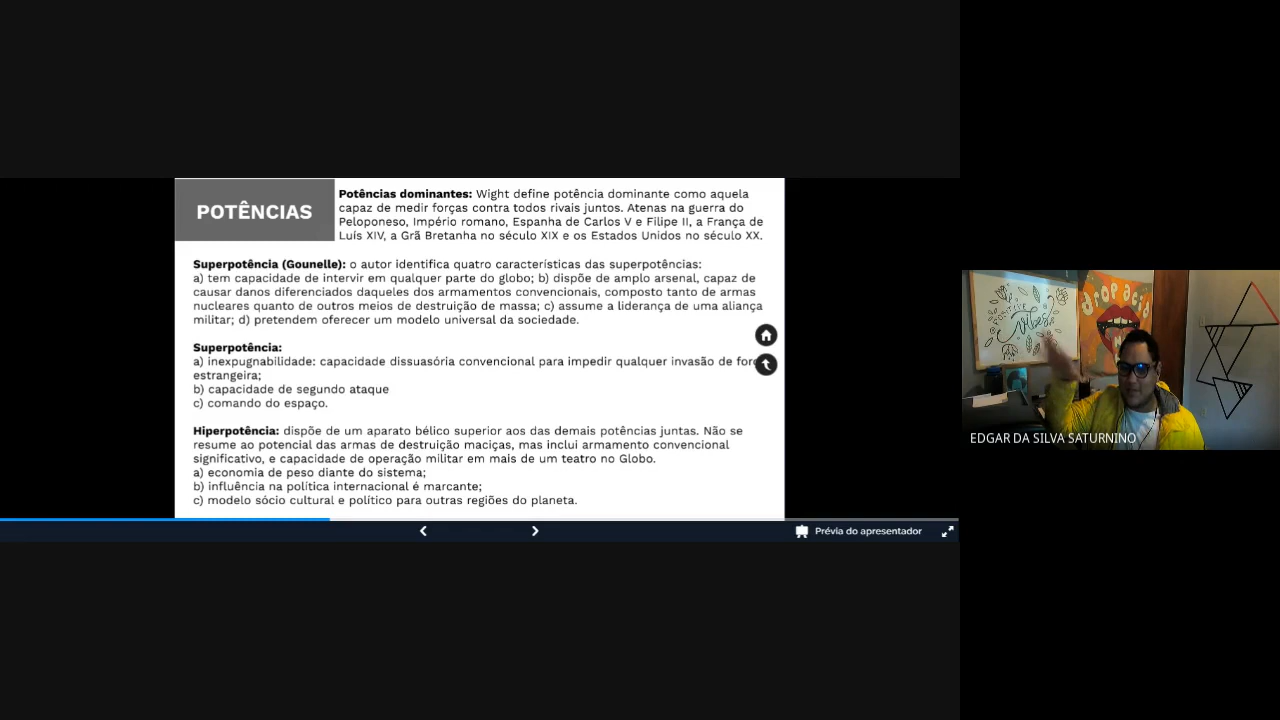 POTÊNCIAS
Potências dominantes: Wight define potência dominante como aquela
capaz de medir forças contra todos rivais juntos. Atenas na guerra do
Peloponeso, Império romano, Espanha de Carlos V e Filipe II, a França de
Luís XIV, a Grã Bretanha no século XIX e os Estados Unidos no século XX.
Superpotência (Gounelle): o autor identifica quatro características das superpotências:
a) tem capacidade de intervir em qualquer parte do globo; b) dispõe de amplo arsenal, capaz de
causar danos diferenciados daqueles dos armamentos convencionais, composto tanto de armas
nucleares quanto de outros meios de destruição de massa; c) assume a liderança de uma aliança
militar; d) pretendem oferecer um modelo universal da sociedade.
Superpotência:
a) inexpugnabilidade: capacidade dissuasória convencional para impedir qualquer invasão de
estrangeira;
b) capacidade de segundo ataque
c) comando do espaço.
Hiperpotência: dispõe de um aparato bélico superior aos das demais potências juntas. Não se
resume ao potencial das armas de destruição maciças, mas inclui armamento convencional
significativo, e capacidade de operação militar em mais de um teatro no Globo.
a) economia de peso diante do sistema;
b) influência na política internacional é marcante;
c) modelo sócio cultural e político para outras regiões do planeta.
Prévia do apresentador
drop acid
EDGAR DA SILVA SATURNINO